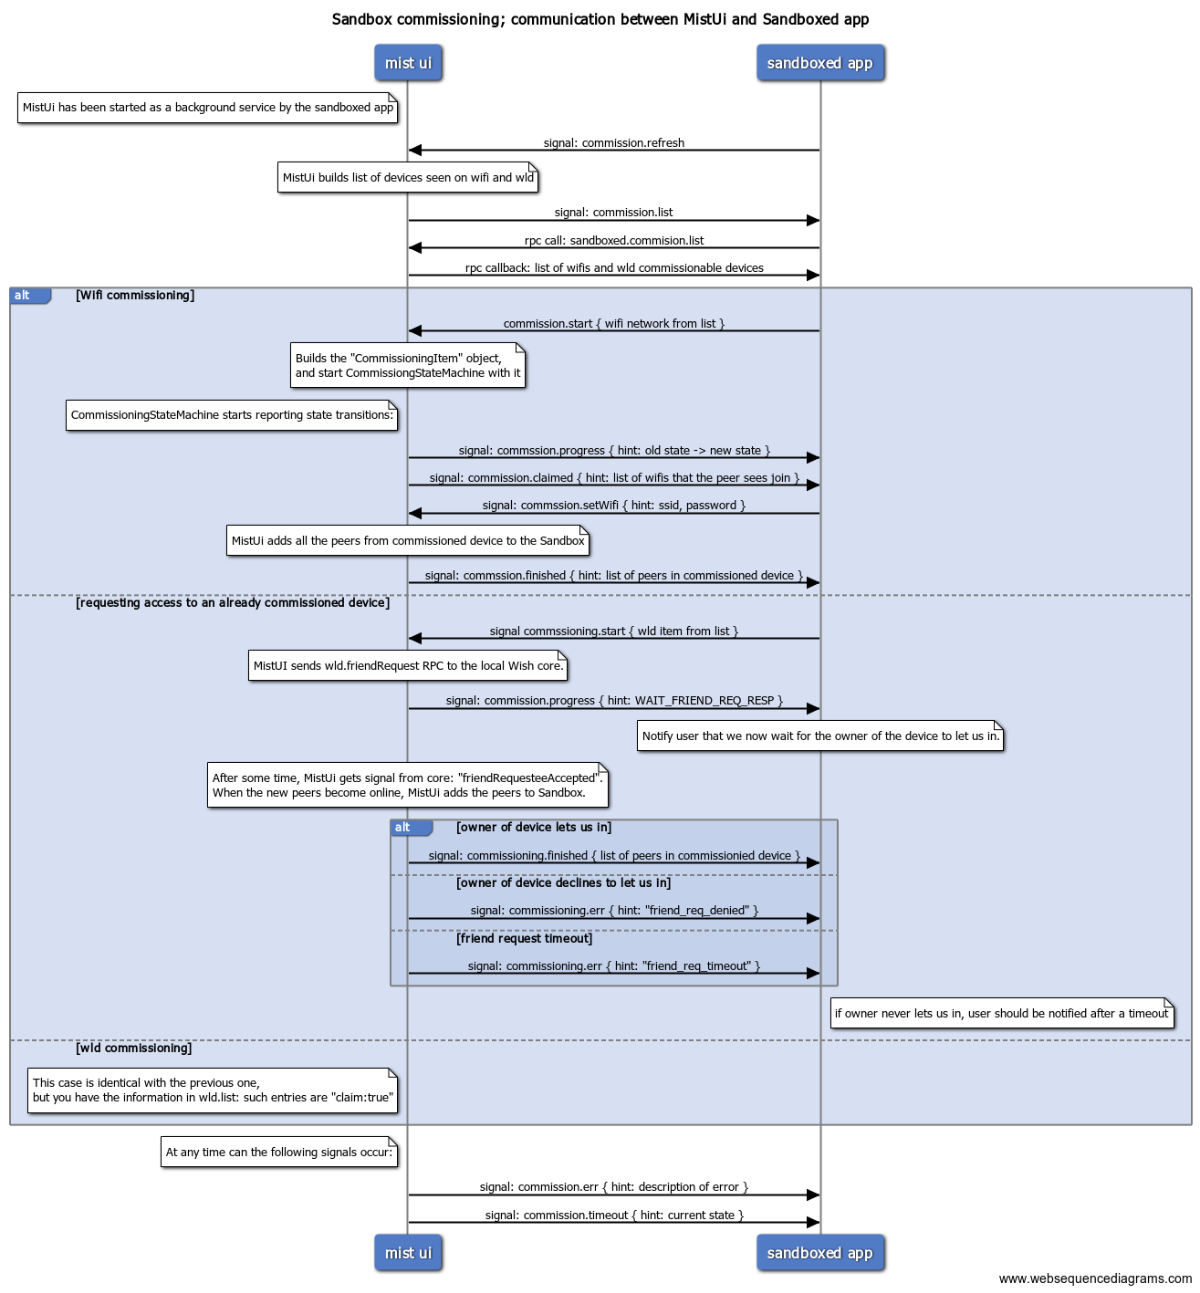 Sandbox commissioning; communication between MistUi and Sandboxed app
mist ui
sandboxed app
MistUi has been started as a background service by the sandboxed app
signal: commission.refresh
MistUi builds list of devices seen on wifi and wld
signal: commission.list
rpc call: sandboxed.commision.list
rpc callback: list of wifis and wld commissionable devices
alt
[Wifi commissioning]
commission.start { wifi network from list }
Builds the "CommissioningItem" object,
and start CommissiongStateMachine with it
CommissioningStateMachine starts reporting state transitions:
signal: commssion.progress { hint: old state -> new state }
signal: commission.claimed { hint: list of wifis that the peer sees join }
signal: commssion.setWifi { hint: ssid, password }
MistUi adds all the peers from commissioned device to the Sandbox
signal: commssion.finished { hint: list of peers in commissioned device }
[requesting access to an already commissioned device]
signal commssioning.start { wld item from list }
MistUI sends wld.friendRequest RPC to the local Wish core.
signal: commission.progress { hint: WAIT_FRIEND_REQ_RESP }
Notify user that we now wait for the owner of the device to let us in.
After some time, MistUi gets signal from core: "friendRequesteeAccepted".
When the new peers become online, MistUi adds the peers to Sandbox.
alt
[owner of device lets us in]
signal: commissioning.finished { list of peers in commissionied device }
[owner of device declines to let us in]
signal: commissioning.err { hint: "friend_req_denied" }
[friend request timeout]
signal: commissioning.err { hint: "friend_req_timeout" }
if owner never lets us in, user should be notified after a timeout
[wld commissioning]
This case is identical with the previous one,
but you have the information in wld.list: such entries are "claim:true"
At any time can the following signals occur:
signal: commission.err { hint: description of error }
signal: commission.timeout { hint: current state }
mist ui
sandboxed app
www.websequencediagrams.com